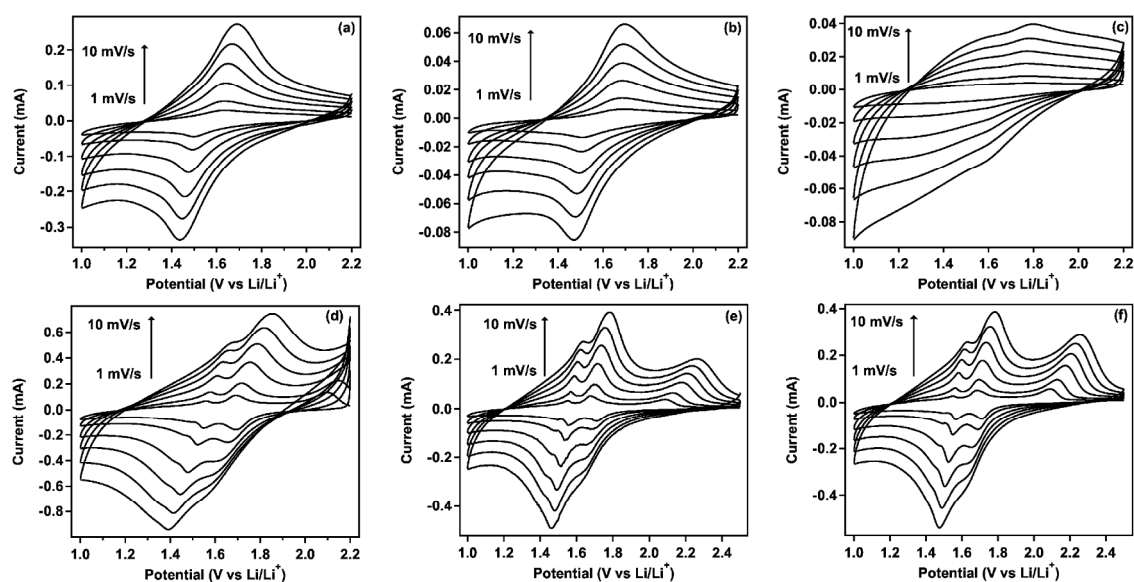 (a)
10 mV/s
1 mV/s
0.2
0.1
0.0
-0.1
-0.2
-0.3
Current (mA)
1.0 1.2 1.4 1.6 1.8 2.0 2.2
Potential (V vs Li/Li+)
(b)
10 mV/s
1 mV/s
0.06
0.04
0.02
0.00
-0.02
-0.04
-0.06
-0.08
Current (mA)
1.0 1.2 1.4 1.6 1.8 2.0 2.2
Potential (V vs Li/Li+)
(c)
10 mV/s
1 mV/s
0.04
0.02
0.00
-0.02
-0.04
-0.06
-0.08
Current (mA)
1.0 1.2 1.4 1.6 1.8 2.0 2.2
Potential (V vs Li/Li+)
(d)
10 mV/s
1 mV/s
0.6
0.4
0.2
0.0
-0.2
-0.4
-0.6
-0.8
Current (mA)
1.0 1.2 1.4 1.6 1.8 2.0 2.2
Potential (V vs Li/Li+)
(e)
10 mV/s
1 mV/s
0.4
0.2
0.0
-0.2
-0.4
Current (mA)
1.0 1.2 1.4 1.6 1.8 2.0 2.2 2.4
Potential (V vs Li/Li+)
(f)
10 mV/s
1 mV/s
0.4
0.2
0.0
-0.2
-0.4
Current (mA)
1.0 1.2 1.4 1.6 1.8 2.0 2.2 2.4
Potential (V vs Li/Li+)